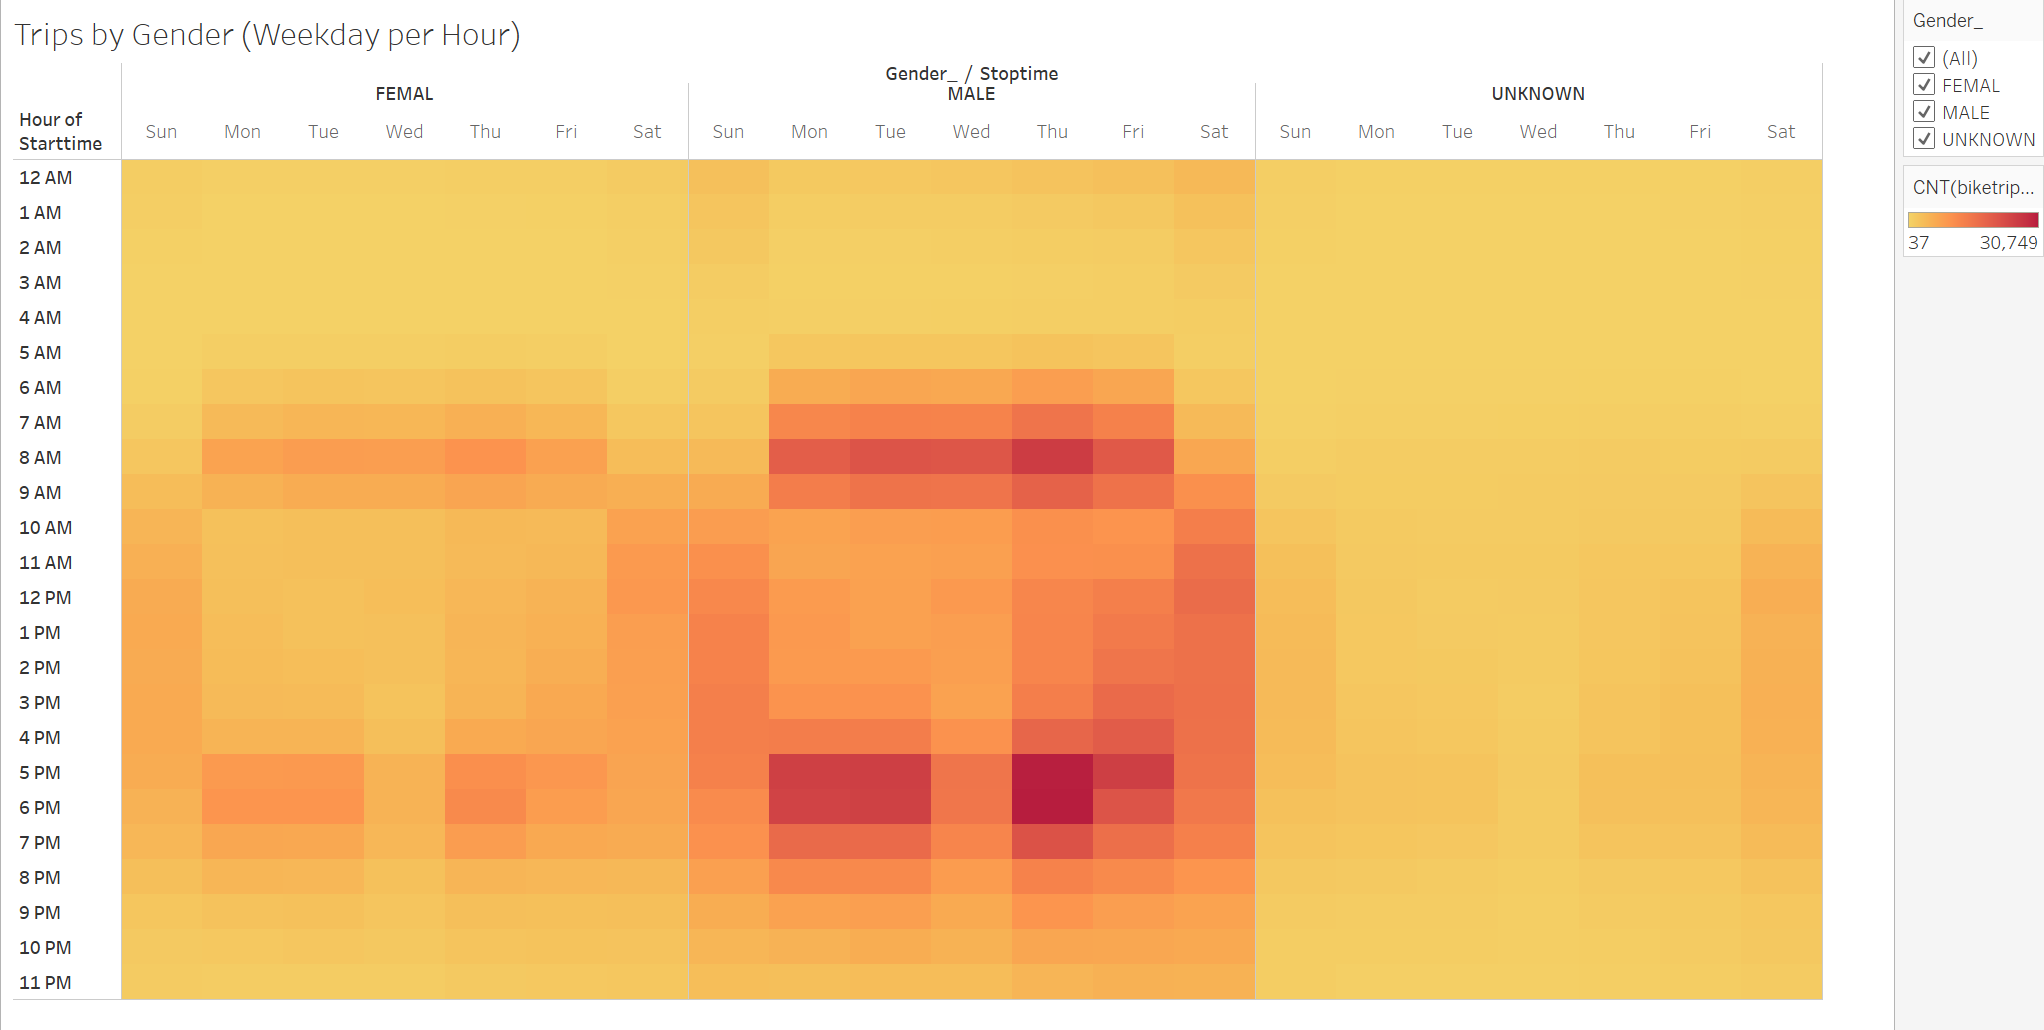 Trips by Gender (Weekday per Hour)
Gender_ / Stoptime
FEMAL MALE UNKNOWN
Hour of
Starttime
Sun Mon Tue Wed Thu Fri Sat Sun Mon Tue Wed Thu Fri Sat Sun Mon Tue Wed Thu Fri Sat
12 AM
1 AM
2 AM
3 AM
4 AM
5 AM
6 AM
7 AM
8 AM
9 AM
10 AM
11 AM
12 PM
1 PM
2 PM
3 PM
4 PM
5 PM
6 PM
7 PM
8 PM
9 PM
10 PM
11 PM
Gender_
(All)
FEMAL
MALE
UNKNOWN
CNT(biketrip...
37 30,749